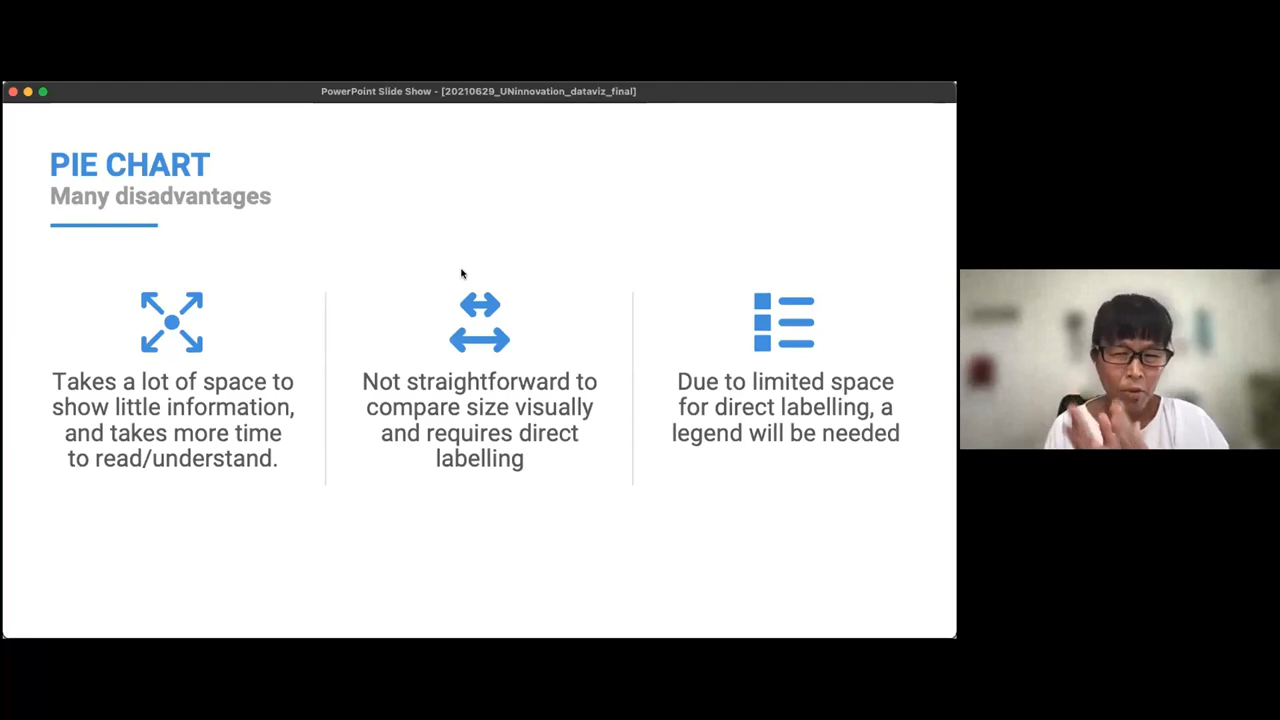 PowerPoint Slide Show - [20210629_UNinnovation_dataviz_final]
PIE CHART
Many disadvantages
Takes a lot of space to
show little information,
and takes more time
to read/understand.
Not straightforward to
compare size visually
and requires direct
labelling
Due to limited space
for direct labelling, a
legend will be needed